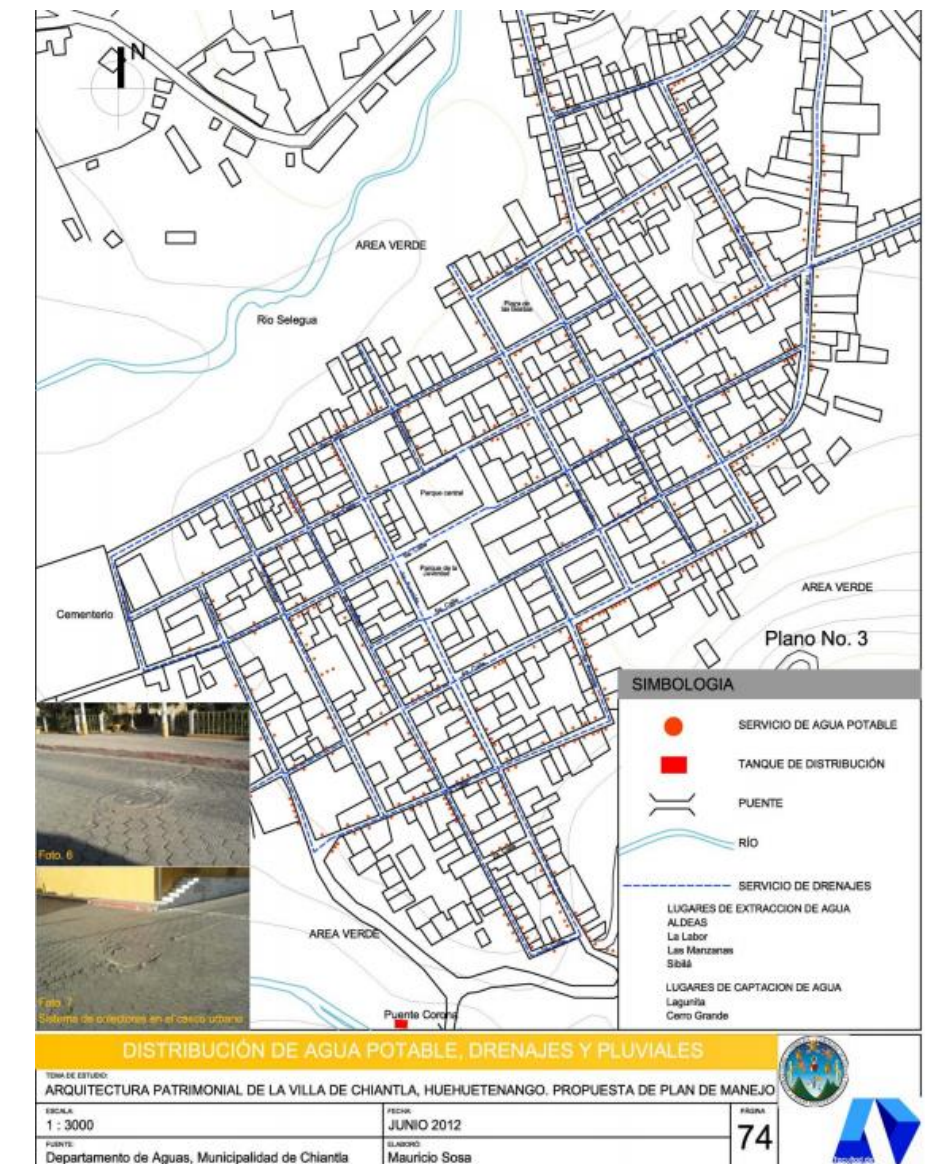 N
AREA VERDE
Rio Selegua
Plaza de
Parque central
Parque de la
Juventud
5a. Calle
AREA VERDE
Cementerio
Plano No. 3
SIMBOLOGIA
SERVICIO DE AGUA POTABLE
TANQUE DE DISTRIBUCIÓN
PUENTE
RÍO
SERVICIO DE DRENAJES
LUGARES DE EXTRACCION DE AGUA
ALDEAS
La Labor
Las Manzanas
Sibilá
LUGARES DE CAPTACION DE AGUA
Lagunita
Cerro Grande
Foto. 6
Foto. 7
Sistema de colectores en el casco urbano
AREA VERDE
Puente Corona
DISTRIBUCIÓN DE AGUA POTABLE, DRENAJES Y PLUVIALES
TEMA DE ESTUDIO:
ARQUITECTURA PATRIMONIAL DE LA VILLA DE CHIANTLA, HUEHUETENANGO. PROPUESTA DE PLAN DE MANEJO
ESCALA:
1 : 3000
FECHA:
JUNIO 2012
PÁGINA
74
FUENTE:
Departamento de Aguas, Municipalidad de Chiantla
ELABORÓ:
Mauricio Sosa